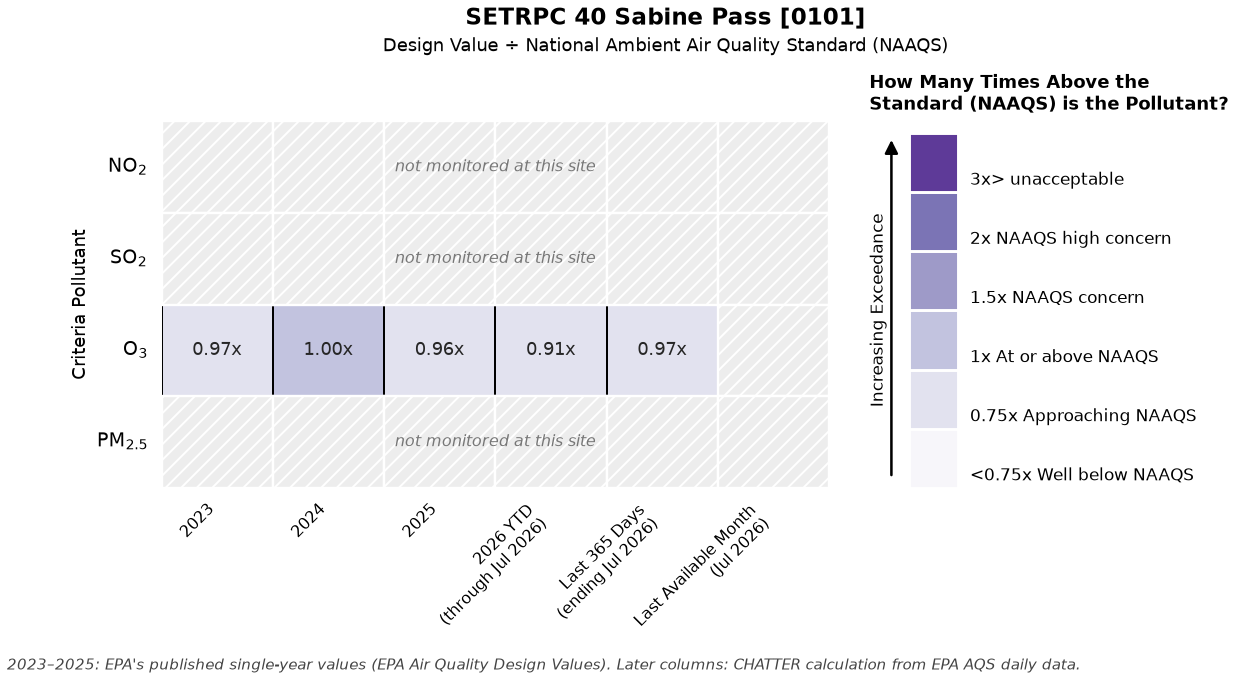 SETRPC 40 Sabine Pass [0101]
Design Value ÷ National Ambient Air Quality Standard (NAAQS)
How Many Times Above the
Standard (NAAQS) is the Pollutant?
Criteria Pollutant
NO₂
not monitored at this site
SO₂
not monitored at this site
O₃
0.97x 1.00x 0.96x 0.91x 0.97x
PM₂.₅
not monitored at this site
2023
2024
2025
2026 YTD
(through Jul 2026)
Last 365 Days
(ending Jul 2026)
Last Available Month
(Jul 2026)
Increasing Exceedance
3x> unacceptable
2x NAAQS high concern
1.5x NAAQS concern
1x At or above NAAQS
0.75x Approaching NAAQS
<0.75x Well below NAAQS
2023–2025: EPA's published single-year values (EPA Air Quality Design Values). Later columns: CHATTER calculation from EPA AQS daily data.